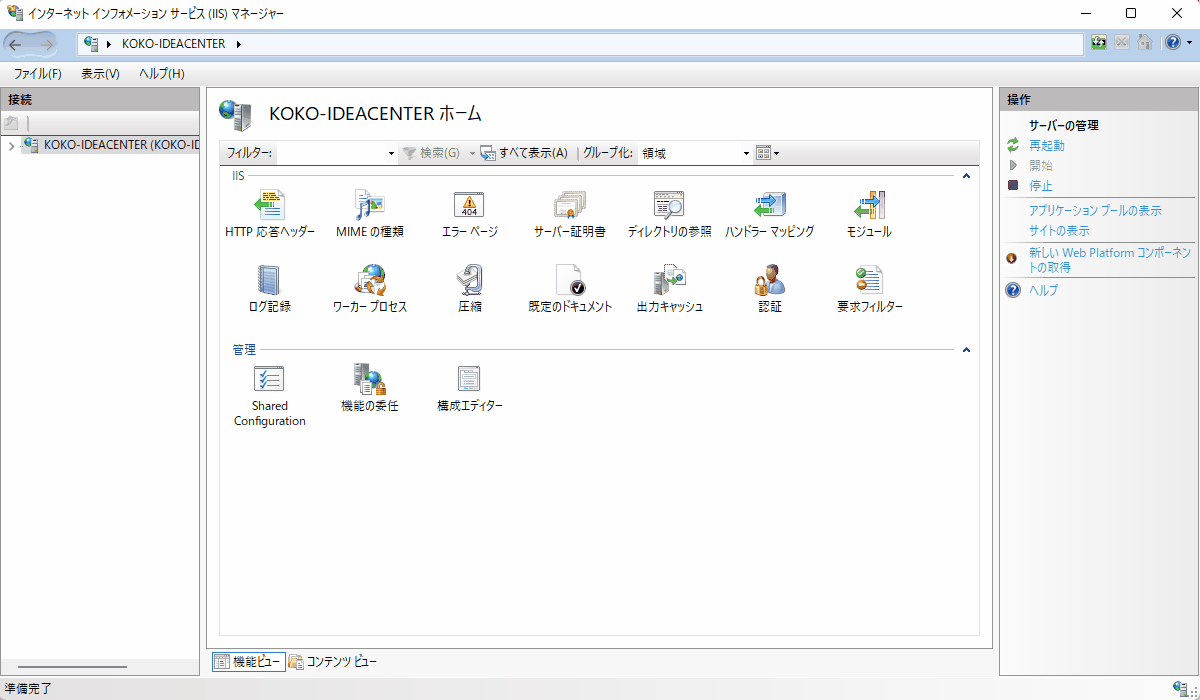 インターネット インフォメーション サービス (IIS) マネージャー
KOKO-IDEACENTER
ファイル(F) 表示(V) ヘルプ(H)
接続
KOKO-IDEACENTER (KOKO-ID
KOKO-IDEACENTER ホーム
フィルター: 検索(G) すべて表示(A) グループ化: 領域
IIS
HTTP 応答ヘッダー MIME の種類 エラー ページ サーバー証明書 ディレクトリの参照 ハンドラー マッピング モジュール
404
ログ記録 ワーカー プロセス 圧縮 既定のドキュメント 出力キャッシュ 認証 要求フィルター
管理
Shared
Configuration
機能の委任 構成エディター
機能ビュー コンテンツ ビュー
操作
サーバーの管理
再起動
開始
停止
アプリケーション プールの表示
サイトの表示
新しい Web Platform コンポーネン
トの取得
ヘルプ
準備完了